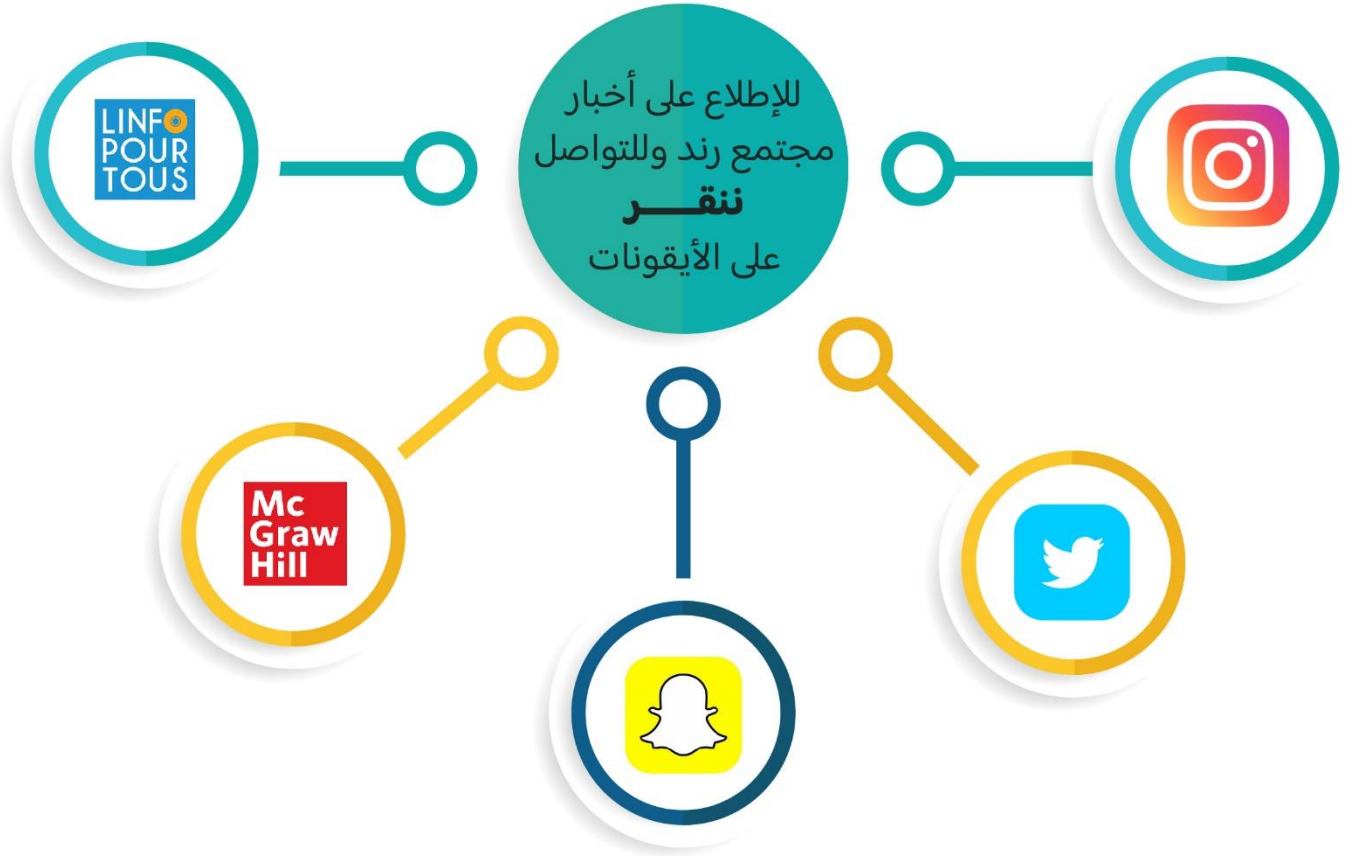 للإطلاع على أخبار
مجتمع رند وللتواصل
ننقـــر
على الأيقونات
LINFO
POUR
TOUS
Mc
Graw
Hill